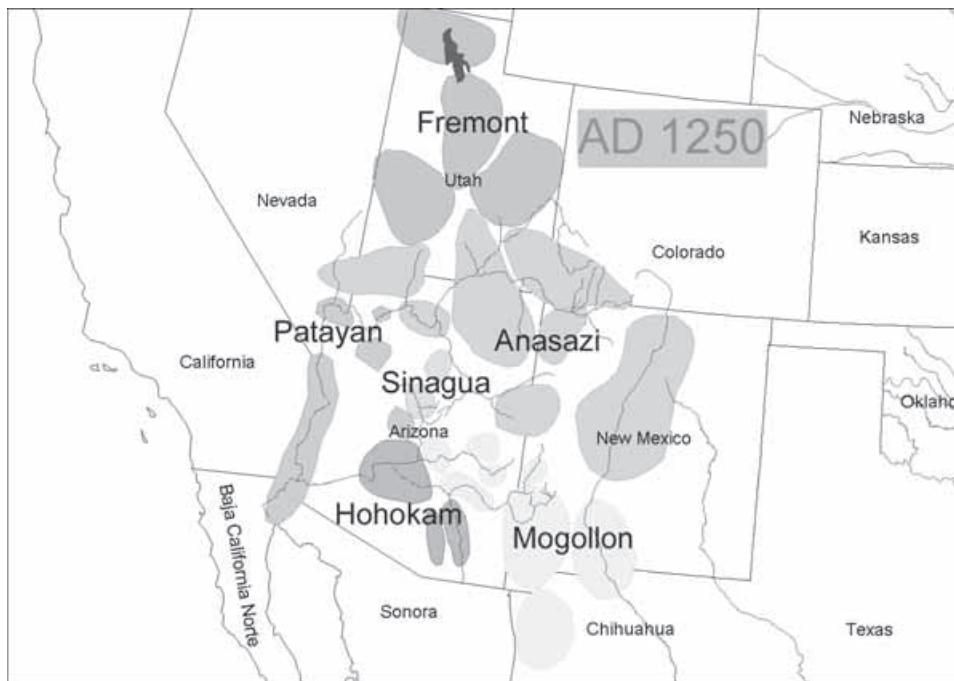 Fremont
AD 1250
Nebraska
Utah
Nevada
Kansas
Colorado
Patayan
Anasazi
California
Sinagua
Oklaho
Arizona
New Mexico
Hohokam
Mogollon
Baja California Norte
Sonora
Chihuahua
Texas